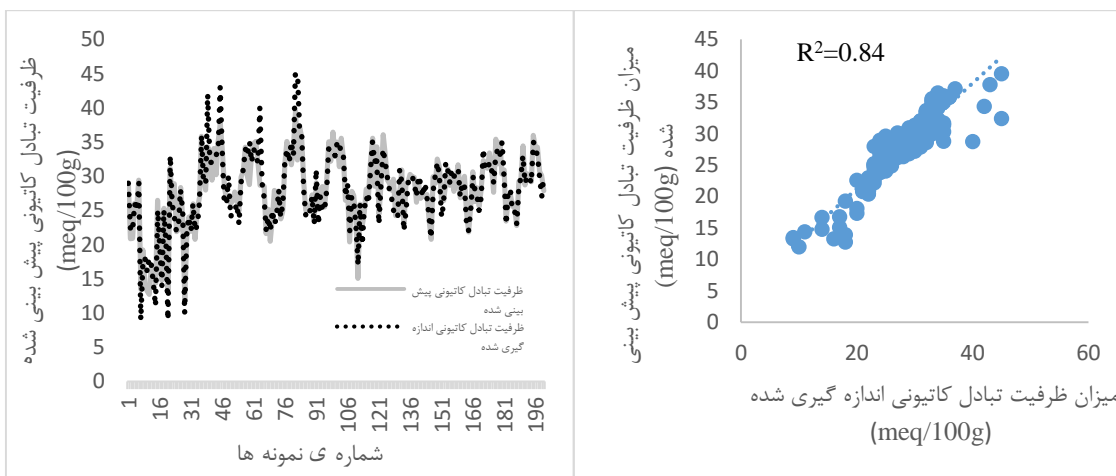 ظرفیت تبادل کاتیونی پیش بینی شده
(meq/100g)
50
45
40
35
30
25
20
15
10
5
0
ظرفیت تبادل کاتیونی پیش
بینی شده
ظرفیت تبادل کاتیونی اندازه
گیری شده
1 16 31 46 61 76 91 106 121 136 151 166 181 196
شماره ی نمونه ها
میزان ظرفیت تبادل کاتیونی پیش بینی
شده (meq/100g)
R²=0.84
45
40
35
30
25
20
15
10
5
0
0 20 40 60
میزان ظرفیت تبادل کاتیونی اندازه گیری شده
(meq/100g)